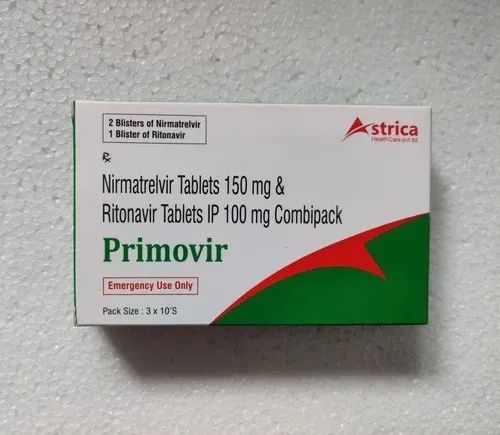 2 Blisters of Nirmatrelvir
1 Blister of Ritonavir
Astrica
HealthCare pvt ltd.
℞
Nirmatrelvir Tablets 150 mg &
Ritonavir Tablets IP 100 mg Combipack
Primovir
Emergency Use Only
Pack Size : 3 x 10'S